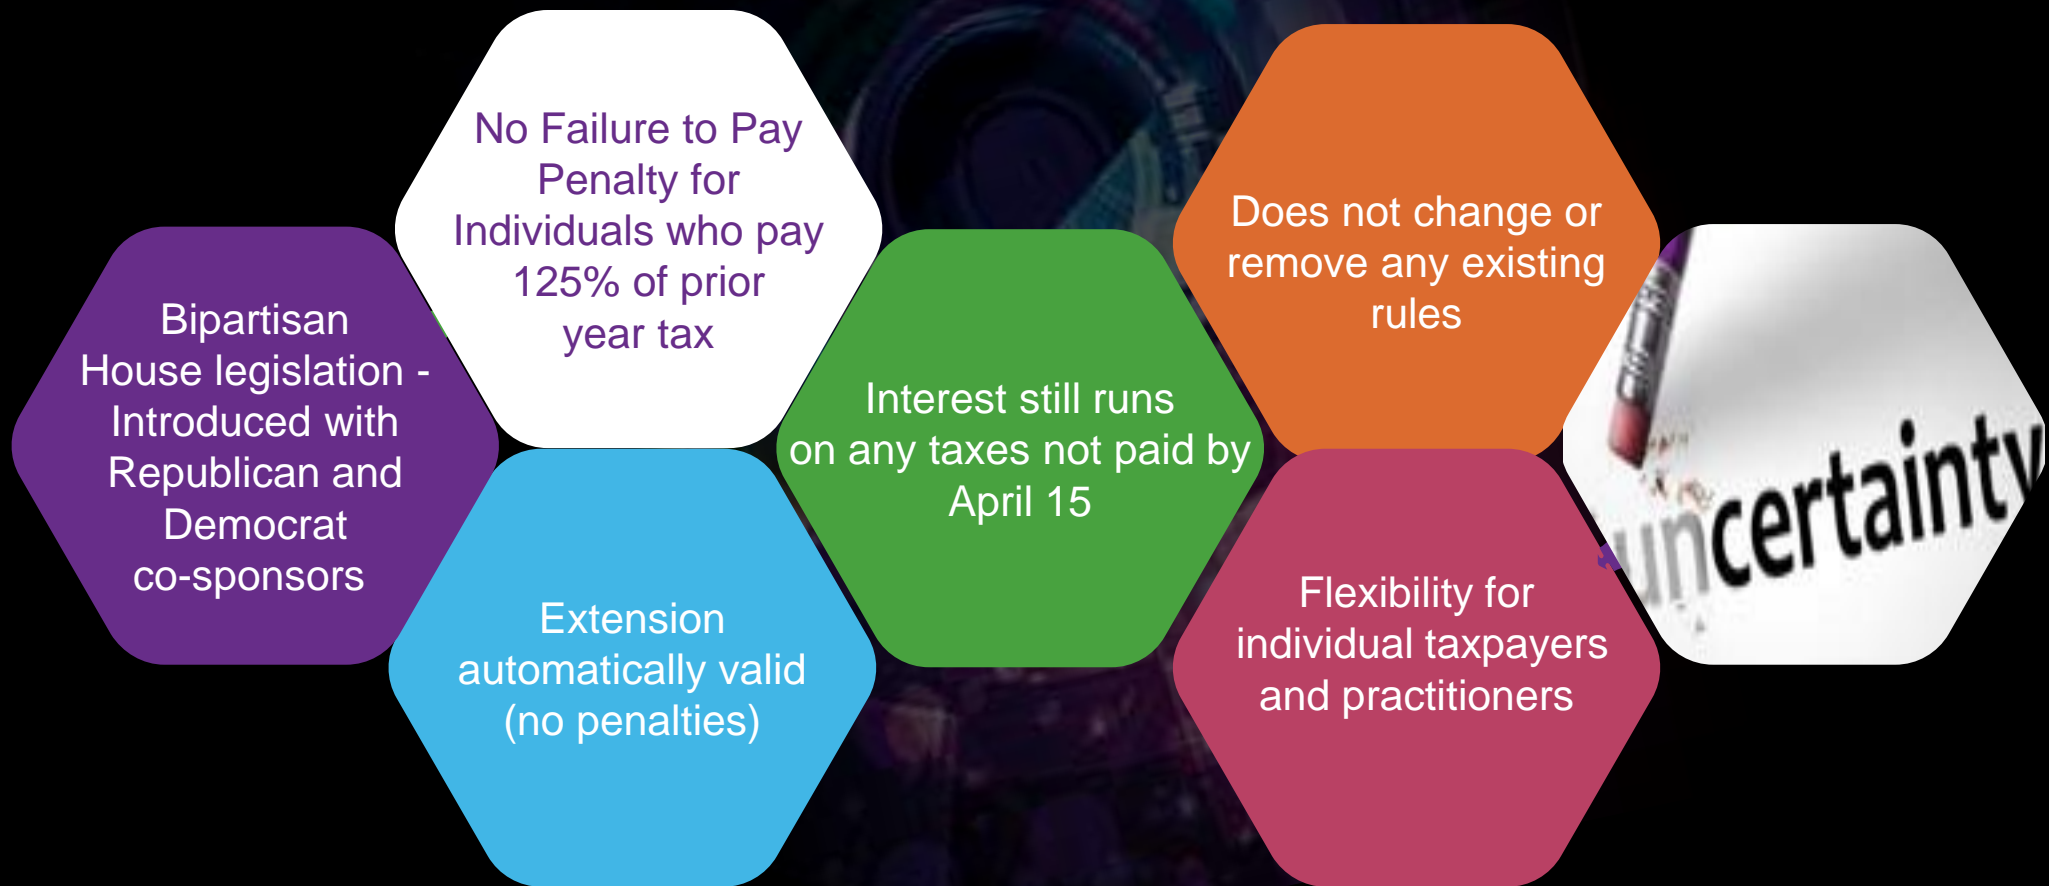 Bipartisan
House legislation -
Introduced with
Republican and
Democrat
co-sponsors
No Failure to Pay
Penalty for
Individuals who pay
125% of prior
year tax
Extension
automatically valid
(no penalties)
Interest still runs
on any taxes not paid by
April 15
Does not change or
remove any existing
rules
Flexibility for
individual taxpayers
and practitioners
uncertainty